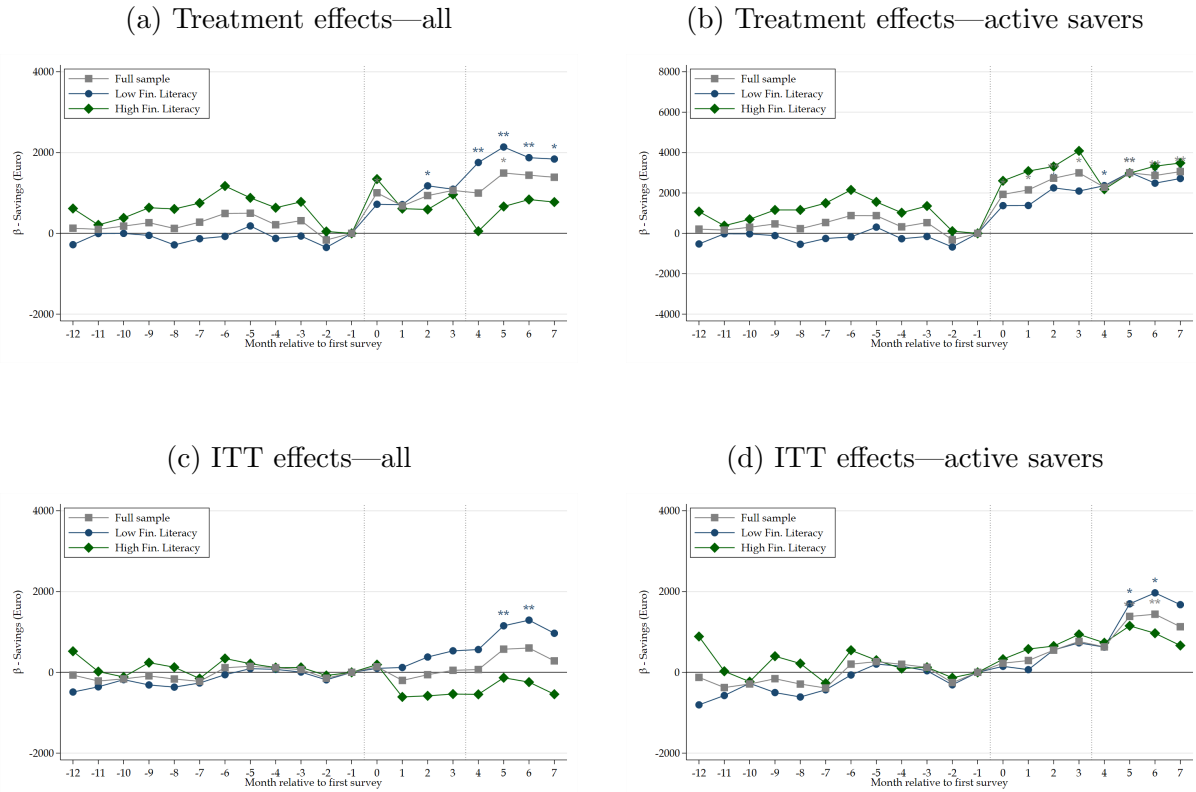 (a) Treatment effects—all
4000
2000
0
-2000
β - Savings (Euro)
Full sample
Low Fin. Literacy
High Fin. Literacy
*
**
**
*
**
*
-12 -11 -10 -9 -8 -7 -6 -5 -4 -3 -2 -1 0 1 2 3 4 5 6 7
Month relative to first survey
(b) Treatment effects—active savers
8000
6000
4000
2000
0
-2000
-4000
β - Savings (Euro)
Full sample
Low Fin. Literacy
High Fin. Literacy
*
*
*
**
-12 -11 -10 -9 -8 -7 -6 -5 -4 -3 -2 -1 0 1 2 3 4 5 6 7
Month relative to first survey
(c) ITT effects—all
4000
2000
0
-2000
β - Savings (Euro)
Full sample
Low Fin. Literacy
High Fin. Literacy
**
**
-12 -11 -10 -9 -8 -7 -6 -5 -4 -3 -2 -1 0 1 2 3 4 5 6 7
Month relative to first survey
(d) ITT effects—active savers
4000
2000
0
-2000
β - Savings (Euro)
Full sample
Low Fin. Literacy
High Fin. Literacy
*
*
**
-12 -11 -10 -9 -8 -7 -6 -5 -4 -3 -2 -1 0 1 2 3 4 5 6 7
Month relative to first survey